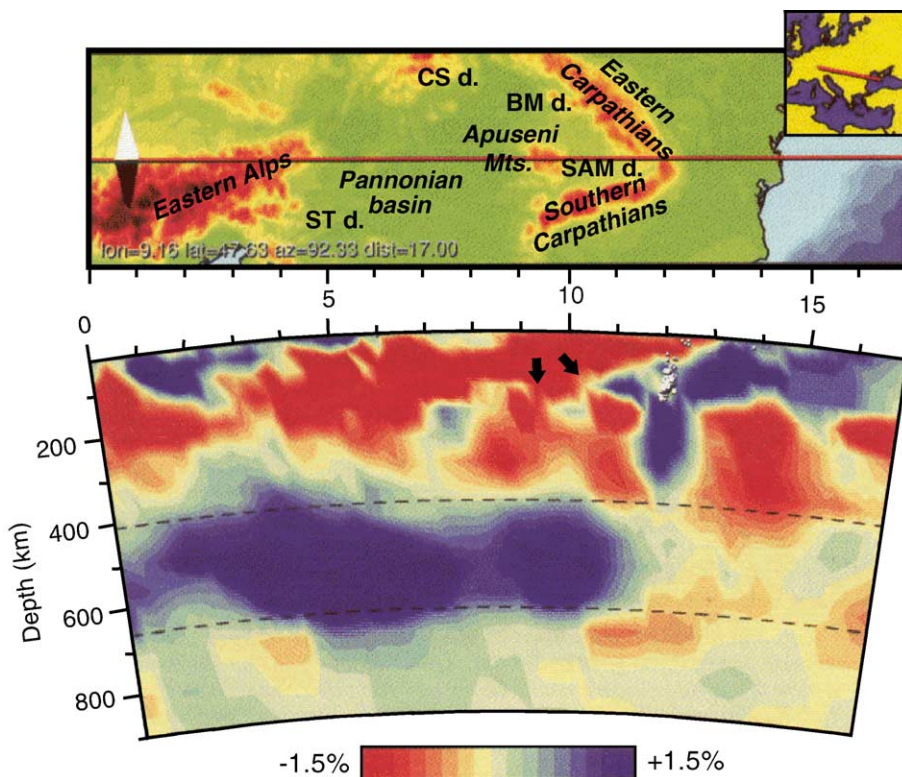 CS d.
Eastern
Carpathians
BM d.
Apuseni
Mts.
SAM d.
Eastern Alps
Pannonian
basin
ST d.
Southern
Carpathians
lon=9.16 lat=47.63 az=92.33 dist=17.00
0 5 10 15
0
200
400
600
800
Depth (km)
-1.5% +1.5%